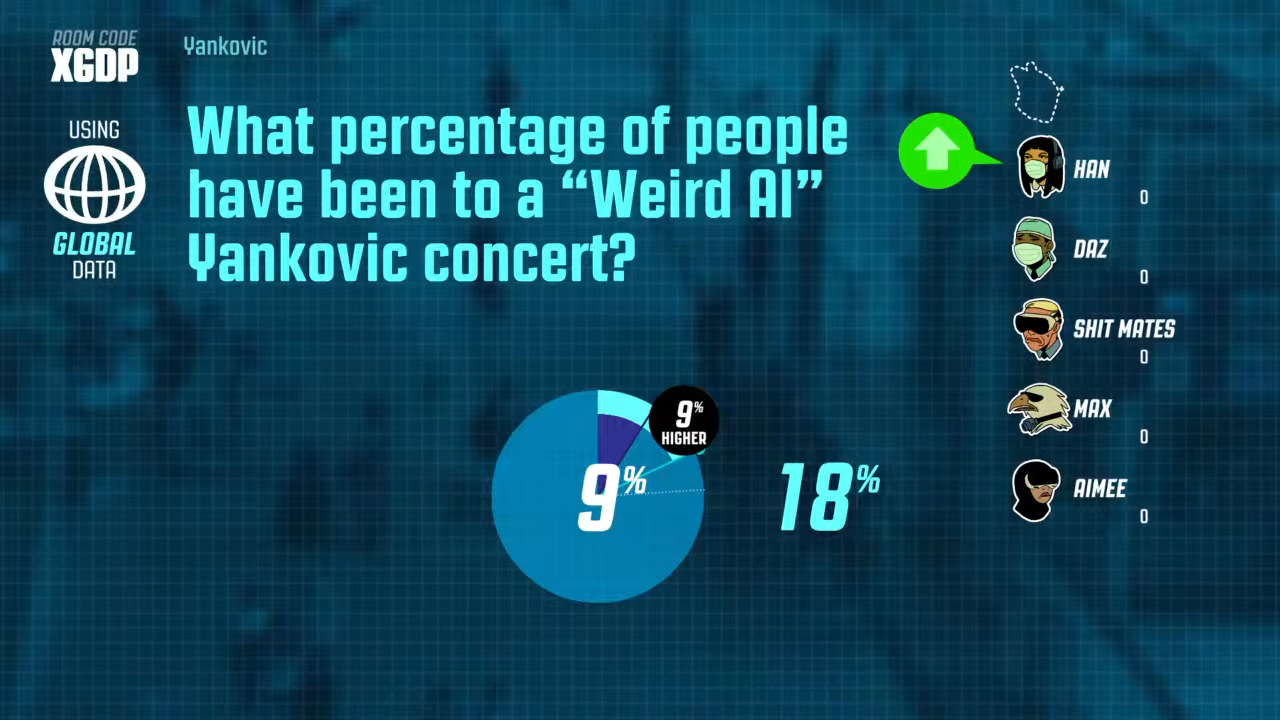 ROOM CODE
X6DP
Yankovic
USING
GLOBAL
DATA
What percentage of people
have been to a “Weird Al”
Yankovic concert?
9%
HIGHER
9%
18%
HAN
0
DAZ
0
SHIT MATES
0
MAX
0
AIMEE
0